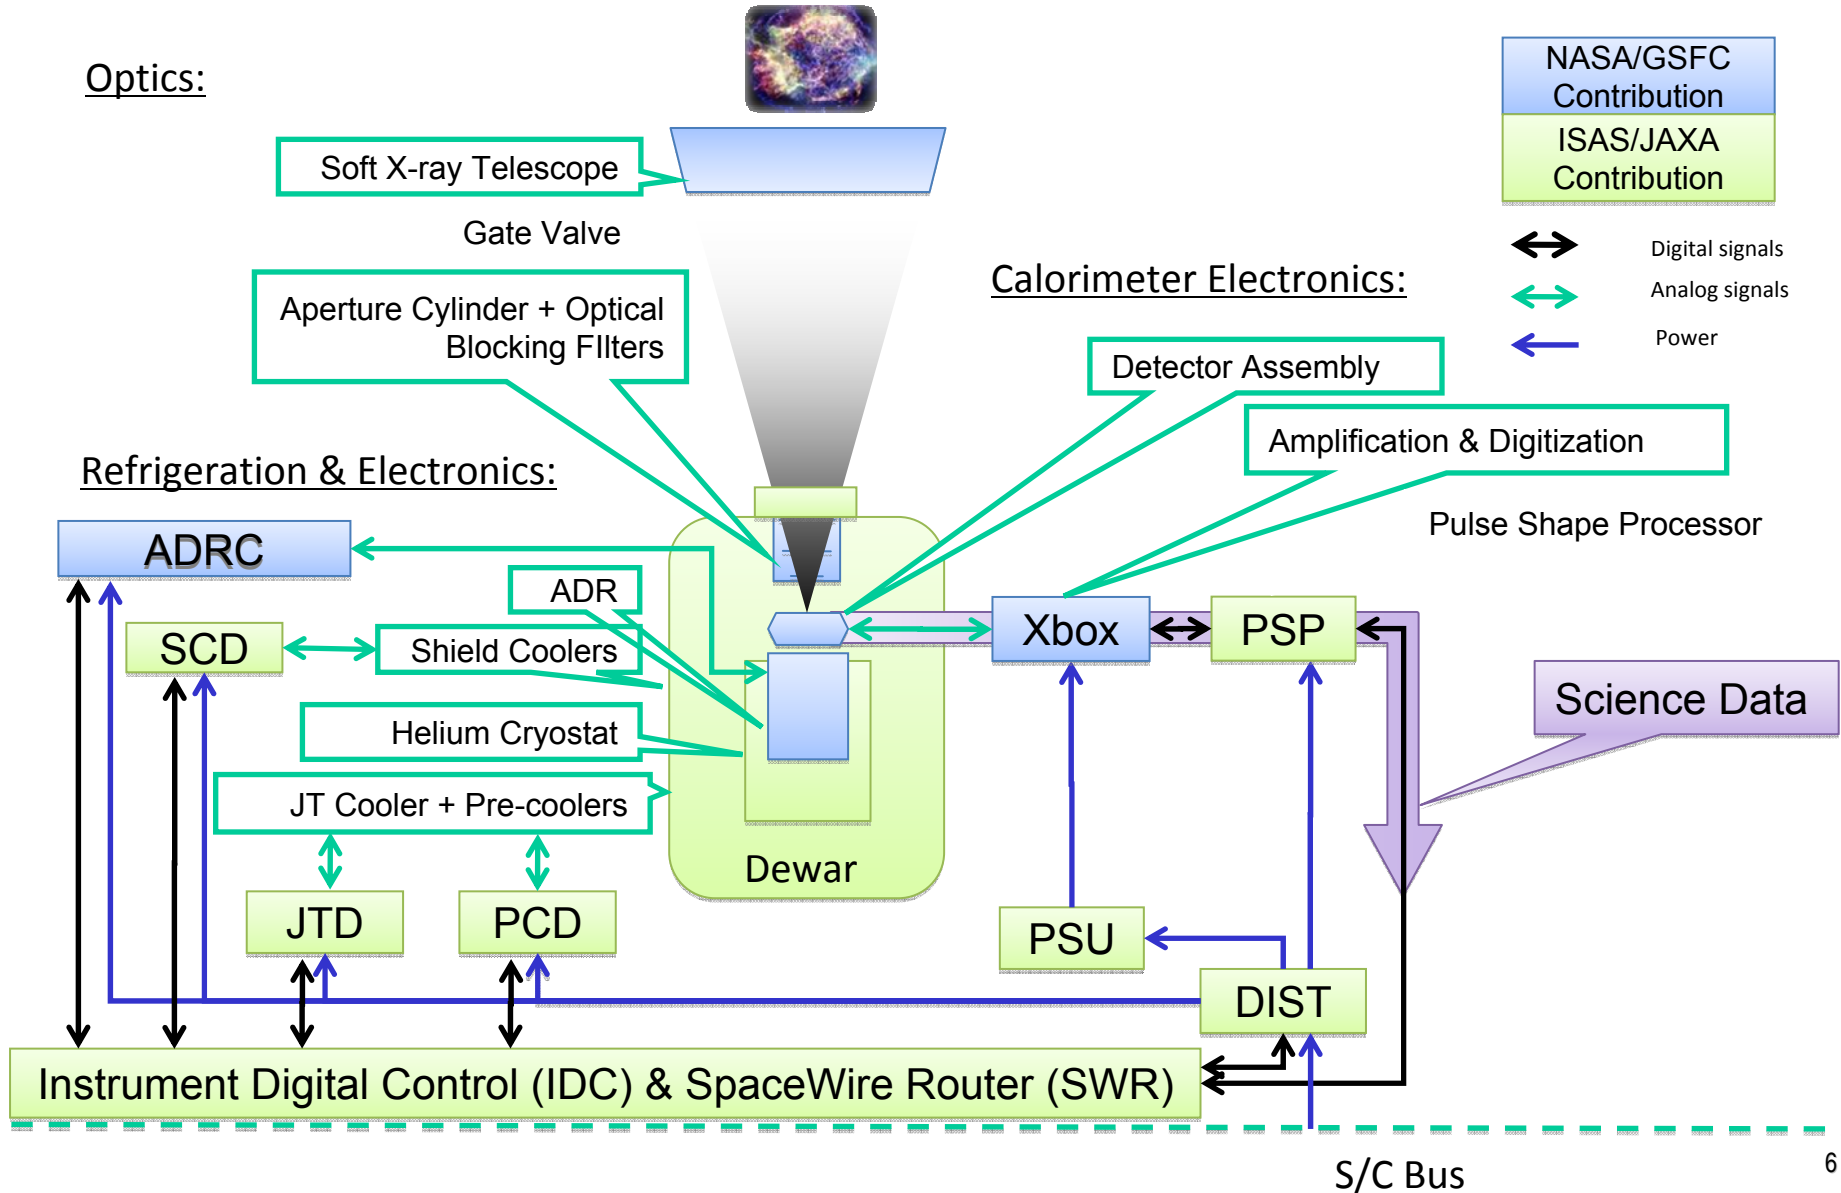 Optics:
NASA/GSFC
Contribution
ISAS/JAXA
Contribution
Soft X-ray Telescope
Gate Valve
Digital signals
Analog signals
Power
Aperture Cylinder + Optical
Blocking FIlters
Calorimeter Electronics:
Detector Assembly
Amplification & Digitization
Refrigeration & Electronics:
Pulse Shape Processor
ADRC
ADR
SCD
Shield Coolers
Xbox
PSP
Science Data
Helium Cryostat
JT Cooler + Pre-coolers
Dewar
JTD
PCD
PSU
DIST
Instrument Digital Control (IDC) & SpaceWire Router (SWR)
S/C Bus
6